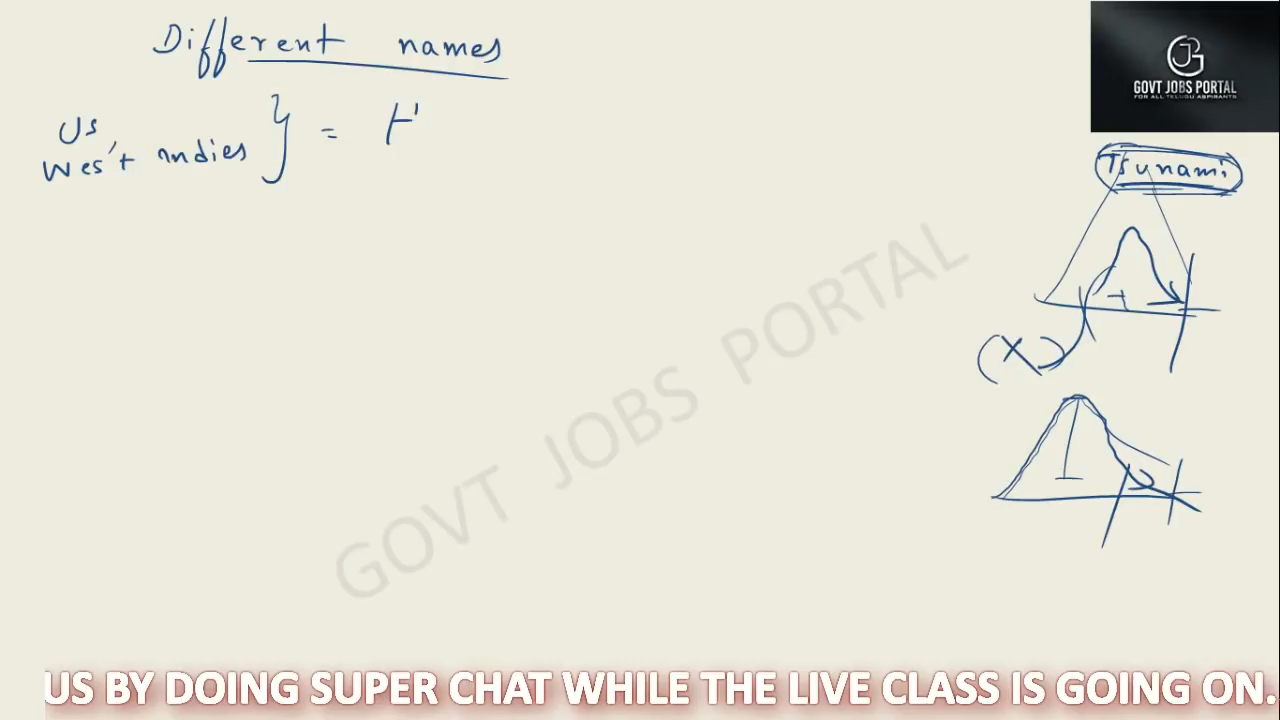 Different names
Us
West indies } = H
GOVT JOBS PORTAL
FOR ALL TELUGU ASPIRANTS
Tsunami
(X)
GOVT JOBS PORTAL
US BY DOING SUPER CHAT WHILE THE LIVE CLASS IS GOING ON.